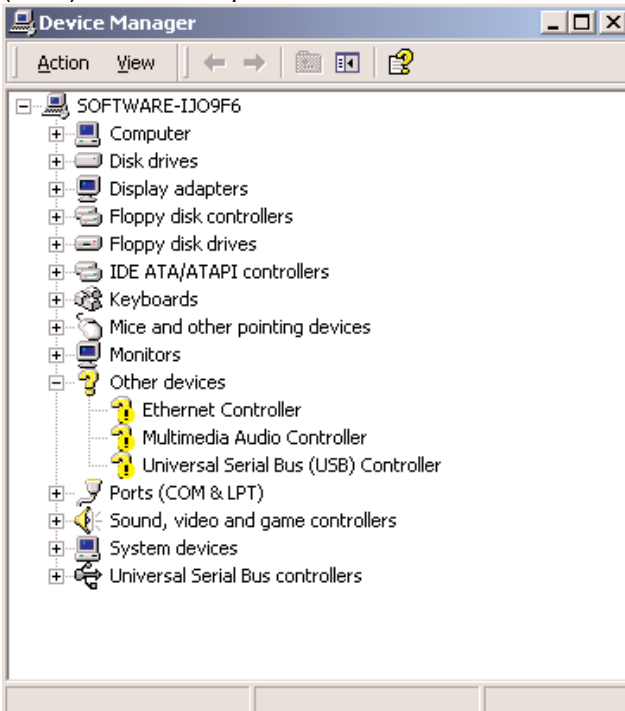 Device Manager
Action View
SOFTWARE-IJO9F6
Computer
Disk drives
Display adapters
Floppy disk controllers
Floppy disk drives
IDE ATA/ATAPI controllers
Keyboards
Mice and other pointing devices
Monitors
Other devices
Ethernet Controller
Multimedia Audio Controller
Universal Serial Bus (USB) Controller
Ports (COM & LPT)
Sound, video and game controllers
System devices
Universal Serial Bus controllers